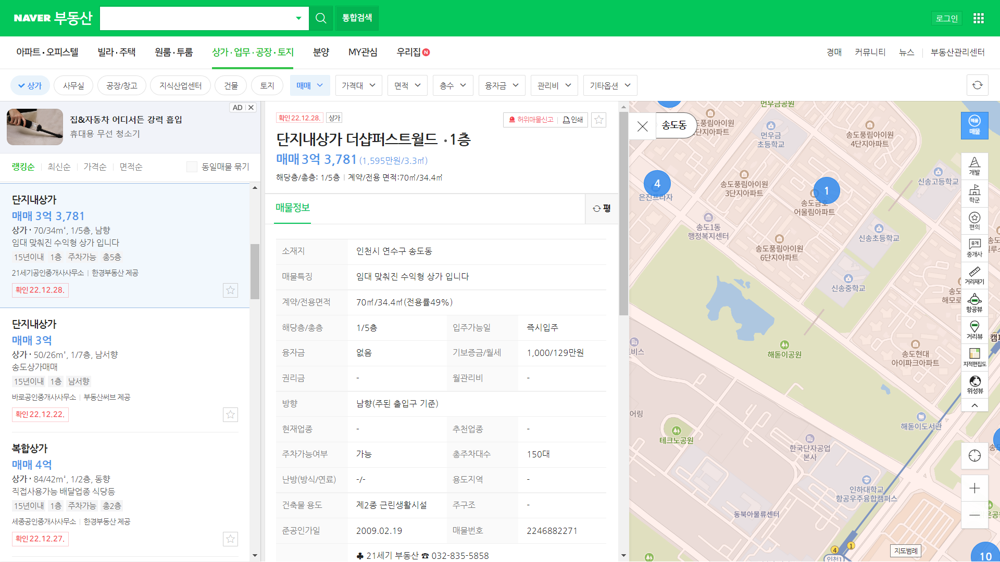 NAVER 부동산
통합검색
로그인
아파트·오피스텔 빌라·주택 원룸·투룸 상가·업무·공장·토지 분양 MY관심 우리집 N
경매 커뮤니티 뉴스 부동산관리센터
상가 사무실 공장/창고 지식산업센터 건물 토지 매매 가격대 면적 층수 융자금 관리비 기타옵션
AD
집&자동차 어디서든 강력 흡입
휴대용 무선 청소기
랭킹순 최신순 가격순 면적순 동일매물 묶기
단지내상가
매매 3억 3,781
상가·70/34m², 1/5층, 남향
임대 맞춰진 수익형 상가 입니다
15년이내 1층 주차가능 총5층
21세기공인중개사사무소 한경부동산 제공
확인 22.12.28.
단지내상가
매매 3억
상가·50/26m², 1/7층, 남서향
송도상가매매
15년이내 1층 남서향
바로공인중개사사무소 부동산써브 제공
확인 22.12.22.
복합상가
매매 4억
상가·84/42m², 1/2층, 동향
직접사용가능 배달업종 식당등
15년이내 1층 주차가능 총2층
세종공인중개사사무소 한경부동산 제공
확인 22.12.27.
확인 22.12.28. 상가
허위매물신고 인쇄
단지내상가 더샵퍼스트월드 ·1층
매매 3억 3,781 (1,595만원/3.3㎡)
해당층/총층: 1/5층 계약/전용 면적:70㎡/34.4㎡
매물정보
평
소재지 인천시 연수구 송도동
매물특징 임대 맞춰진 수익형 상가 입니다
계약/전용면적 70㎡/34.4㎡(전용률49%)
해당층/총층 1/5층 입주가능일 즉시입주
융자금 없음 기보증금/월세 1,000/129만원
권리금 - 월관리비 -
방향 남향(주된 출입구 기준)
현재업종 - 추천업종 -
주차가능여부 가능 총주차대수 150대
난방(방식/연료) -/- 용도지역 -
건축물 용도 제2종 근린생활시설 주구조 -
준공인가일 2009.02.19 매물번호 2246882271
♣ 21세기 부동산 ☎ 032-835-5858
송도동
먼우금공원
풍림아이원
단지아파트
먼우금
초등학교
송도풍림아이원
4단지아파트
4
은진프라자
송도풍림아이원
3단지아파트
1
송도금호
어울림아파트
신송고등학교
송도1동
행정복지센터
신송초등학교
송도풍림아이원
6단지아파트
신송중학교
해돋이공원
송도현대
아이파크아파트
비스
어링
테크노공원
해돋이도서관
한국단자공업
본사
인하대학교
항공우주융합캠퍼스
동북아물류센터
송도
해모로
캠퍼
4
1
인천1
10
매물
매물
개발
학군
편의
중개
중개사
거리재기
항공뷰
거리뷰
지적편집도
위성뷰
지도범례